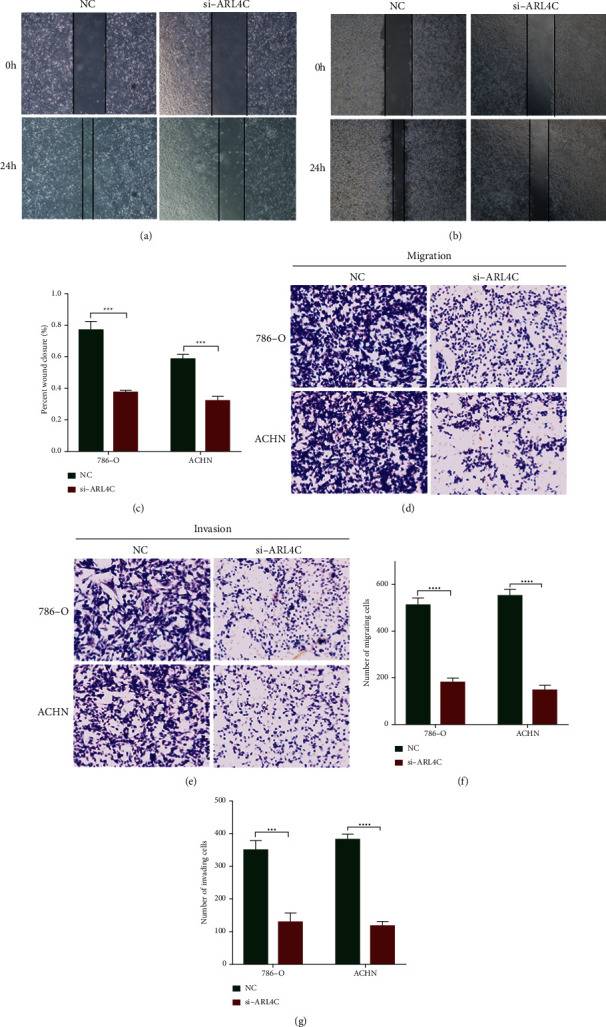 NC si–ARL4C NC si–ARL4C
0h 0h
24h 24h
(a) (b)
Migration
NC si–ARL4C
786–O
ACHN
Percent wound closure (%)
1.0
0.8
0.6
0.4
0.2
0.0
*** ***
786–O ACHN
NC
si–ARL4C
(c) (d)
Invasion
NC si–ARL4C
786–O
ACHN
(e)
Number of migrating cells
600
400
200
0
**** ****
786–O ACHN
NC
si–ARL4C
(f)
Number of invading cells
500
400
300
200
100
0
*** ****
786–O ACHN
NC
si–ARL4C
(g)